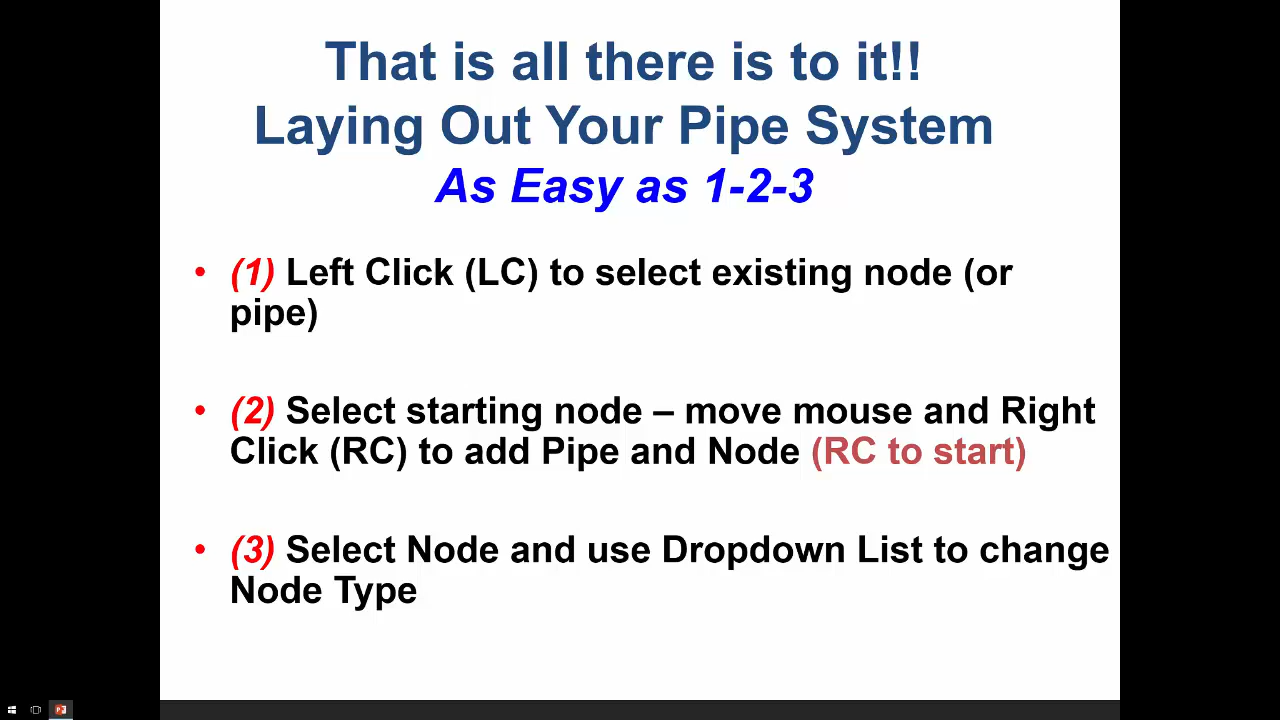 That is all there is to it!!
Laying Out Your Pipe System
As Easy as 1-2-3
• (1) Left Click (LC) to select existing node (or
pipe)
• (2) Select starting node – move mouse and Right
Click (RC) to add Pipe and Node (RC to start)
• (3) Select Node and use Dropdown List to change
Node Type